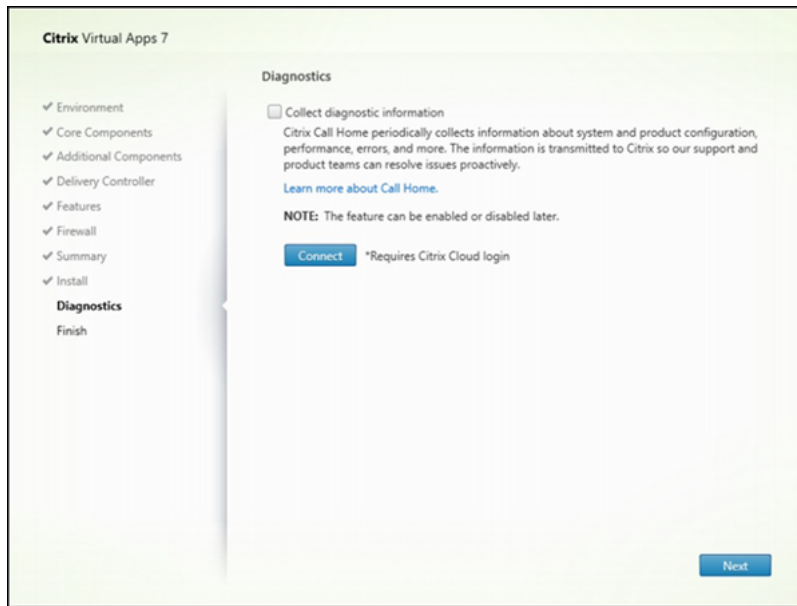 Citrix Virtual Apps 7
Environment
Core Components
Additional Components
Delivery Controller
Features
Firewall
Summary
Install
Diagnostics
Finish
Diagnostics
Collect diagnostic information
Citrix Call Home periodically collects information about system and product configuration,
performance, errors, and more. The information is transmitted to Citrix so our support and
product teams can resolve issues proactively.
Learn more about Call Home.
NOTE: The feature can be enabled or disabled later.
Connect *Requires Citrix Cloud login
Next